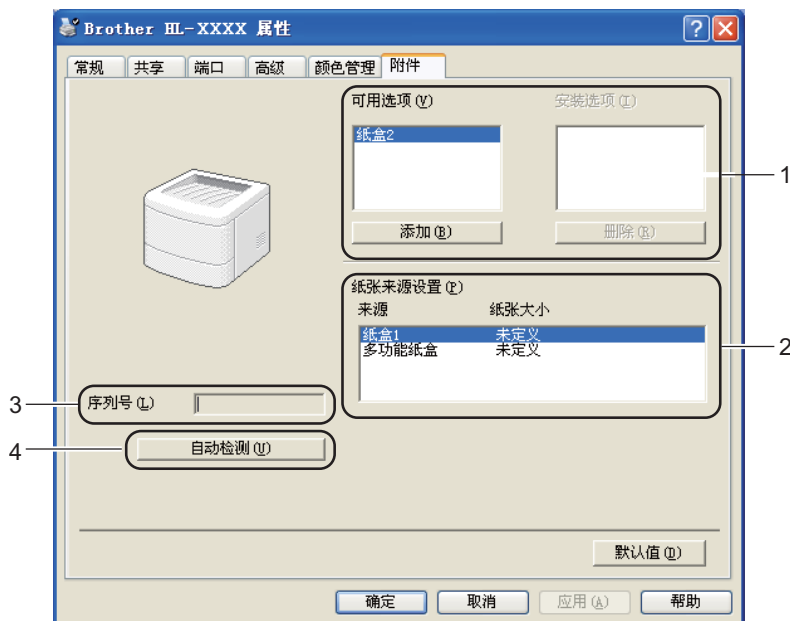 Brother HL-XXXX 属性
常规 共享 端口 高级 颜色管理 附件
可用选项(V) 安装选项(I)
纸盒2
1
添加(B) 删除(R)
纸张来源设置(P)
来源 纸张大小
纸盒1 未定义
多功能纸盒 未定义
2
3
序列号(L)
4
自动检测(U)
默认值(D)
确定 取消 应用(A) 帮助